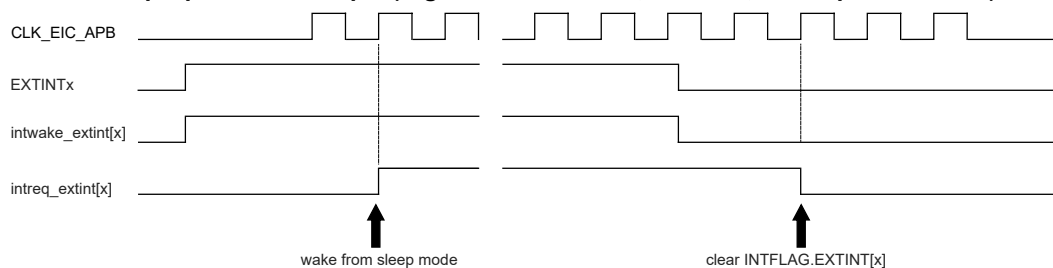 CLK_EIC_APB
EXTINTx
intwake_extint[x]
intreq_extint[x]
wake from sleep mode
clear INTFLAG.EXTINT[x]